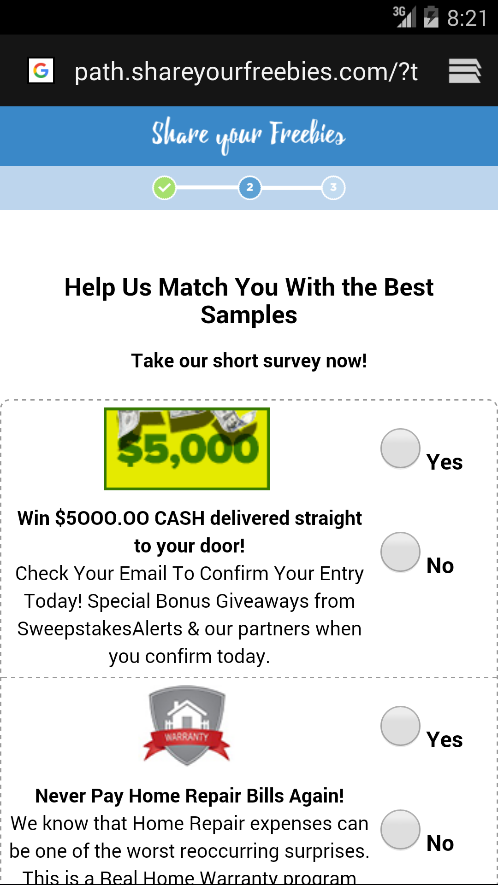 3G 8:21
G path.shareyourfreebies.com/?t
Share your Freebies
2 3
Help Us Match You With the Best
Samples
Take our short survey now!
$5,000
Yes
Win $5OOO.OO CASH delivered straight
to your door!
No
Check Your Email To Confirm Your Entry
Today! Special Bonus Giveaways from
SweepstakesAlerts & our partners when
you confirm today.
WARRANTY
Yes
Never Pay Home Repair Bills Again!
We know that Home Repair expenses can
No
be one of the worst reoccurring surprises.
This is a Real Home Warranty program